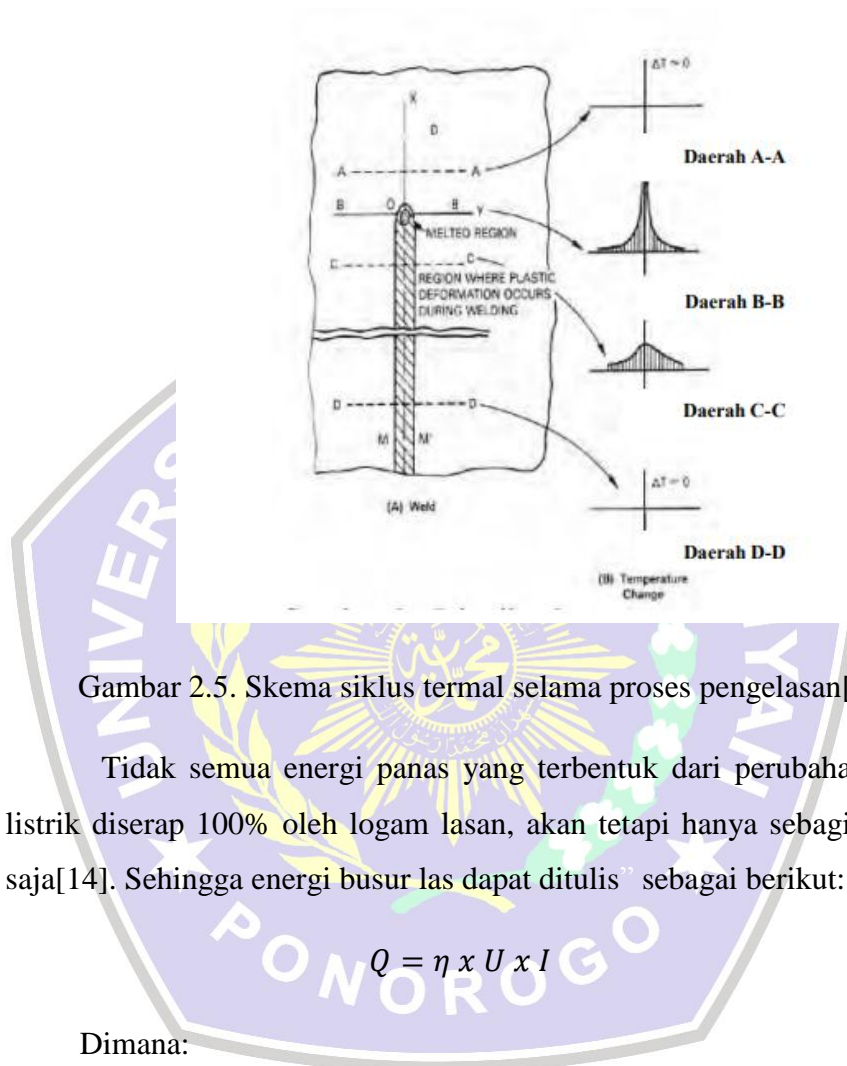 ΔT ~ 0
X
D
Daerah A-A
A A
B O B Y
MELTED REGION
C C
REGION WHERE PLASTIC
DEFORMATION OCCURS
DURING WELDING
Daerah B-B
Daerah C-C
D D
M M'
ΔT ~ 0
(A) Weld
Daerah D-D
(B) Temperature
Change
Gambar 2.5. Skema siklus termal selama proses pengelasan[
Tidak semua energi panas yang terbentuk dari perubaha
listrik diserap 100% oleh logam lasan, akan tetapi hanya sebagi
saja[14]. Sehingga energi busur las dapat ditulis” sebagai berikut:
Q = η x U x I
Dimana:
UNIVERS
YAH
PONOROGO